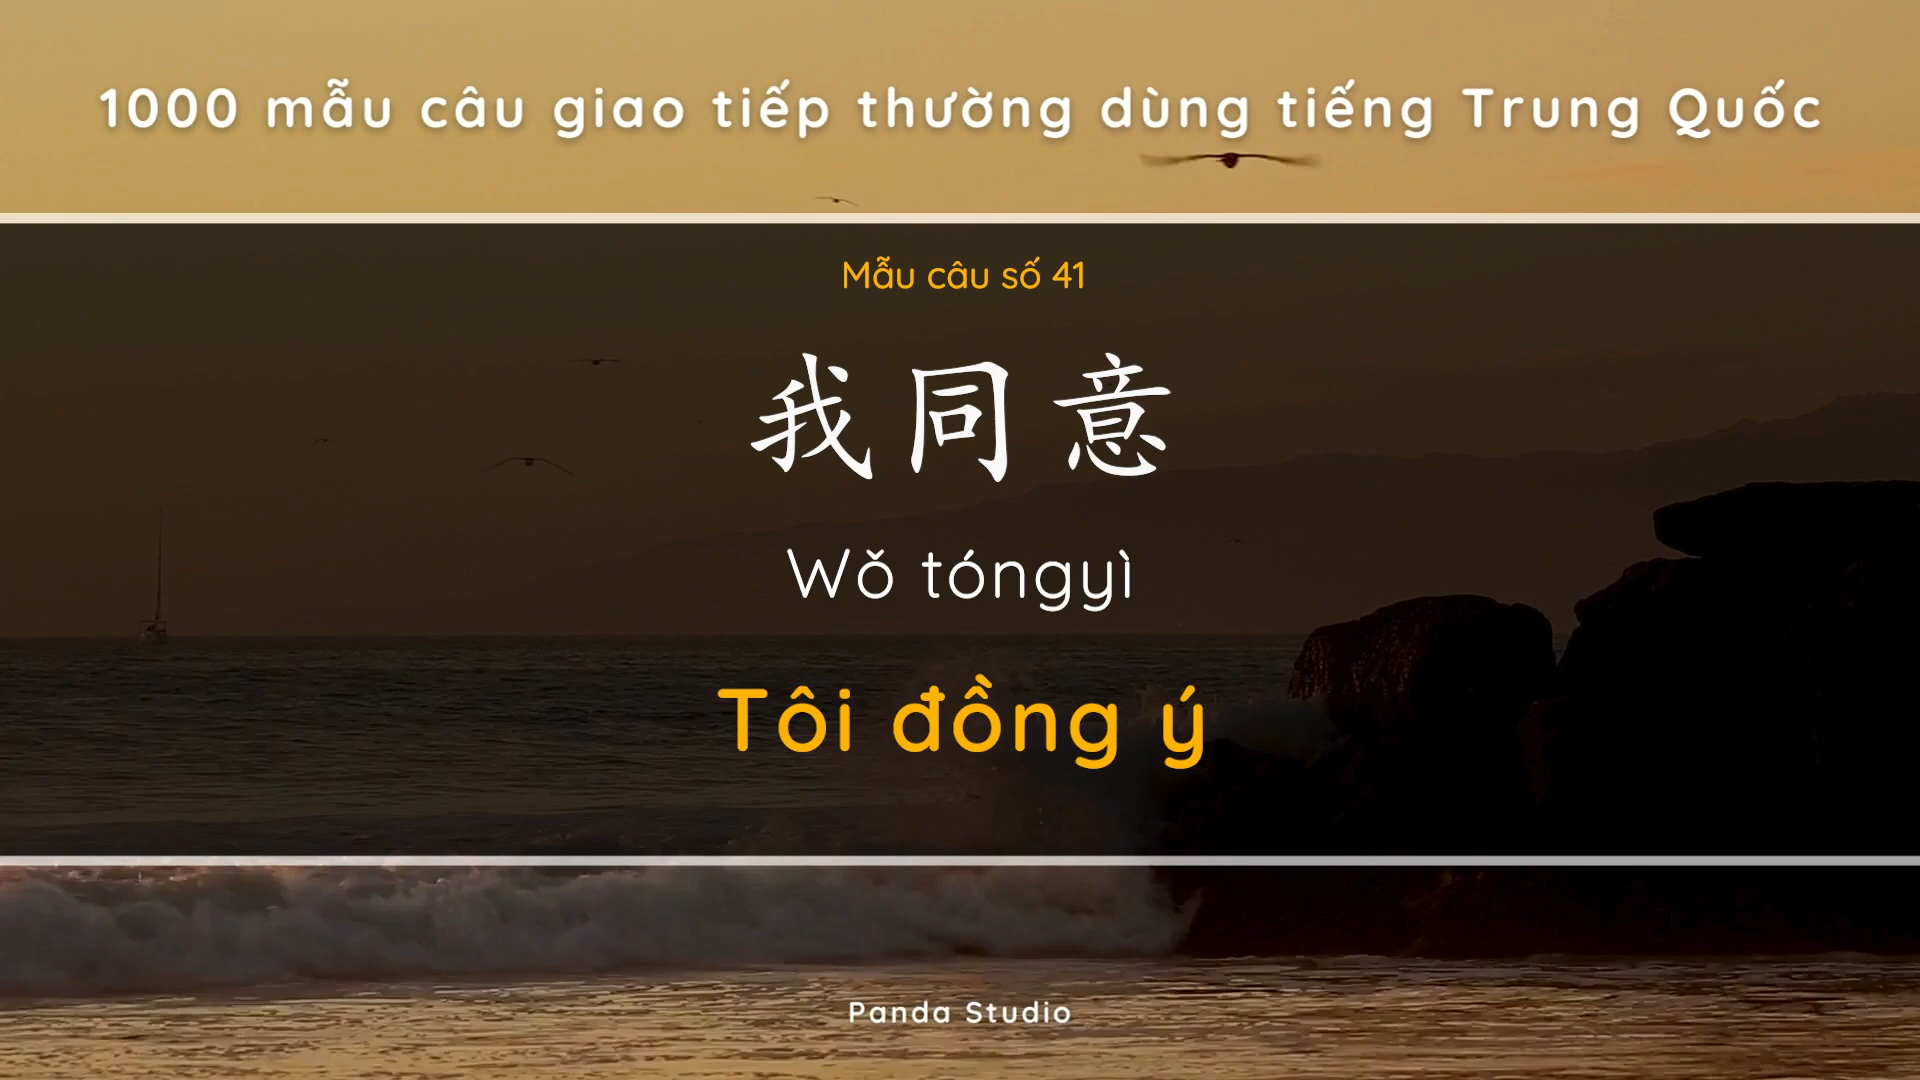 1000 mẫu câu giao tiếp thường dùng tiếng Trung Quốc
Mẫu câu số 41
我同意
Wǒ tóngyì
Tôi đồng ý
Panda Studio